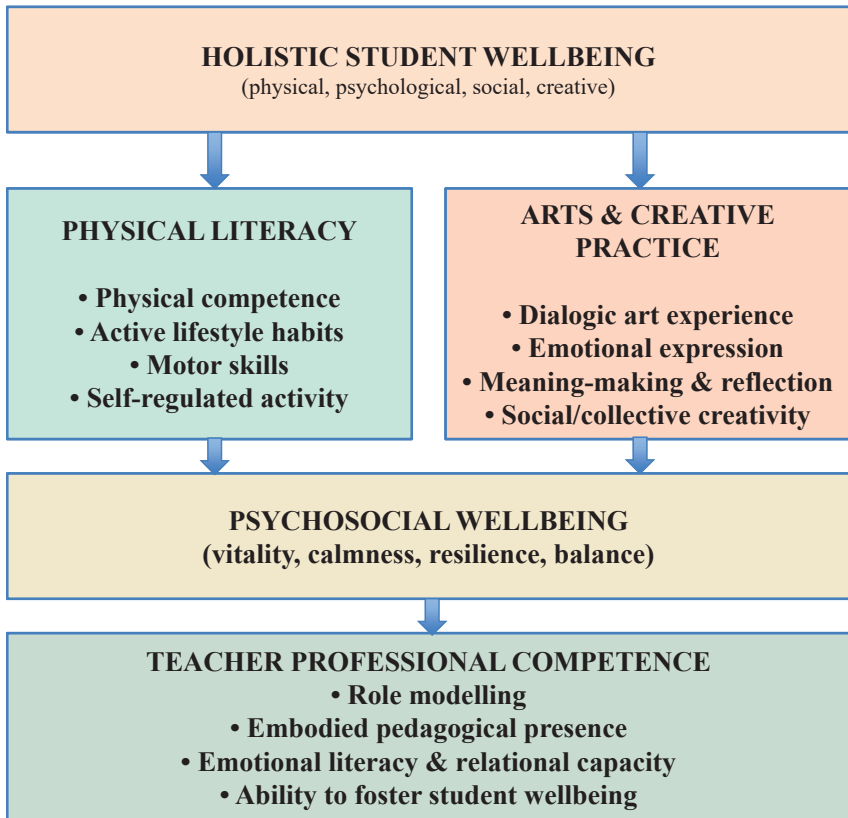 HOLISTIC STUDENT WELLBEING
(physical, psychological, social, creative)
PHYSICAL LITERACY
• Physical competence
• Active lifestyle habits
• Motor skills
• Self-regulated activity
ARTS & CREATIVE
PRACTICE
• Dialogic art experience
• Emotional expression
• Meaning-making & reflection
• Social/collective creativity
PSYCHOSOCIAL WELLBEING
(vitality, calmness, resilience, balance)
TEACHER PROFESSIONAL COMPETENCE
• Role modelling
• Embodied pedagogical presence
• Emotional literacy & relational capacity
• Ability to foster student wellbeing